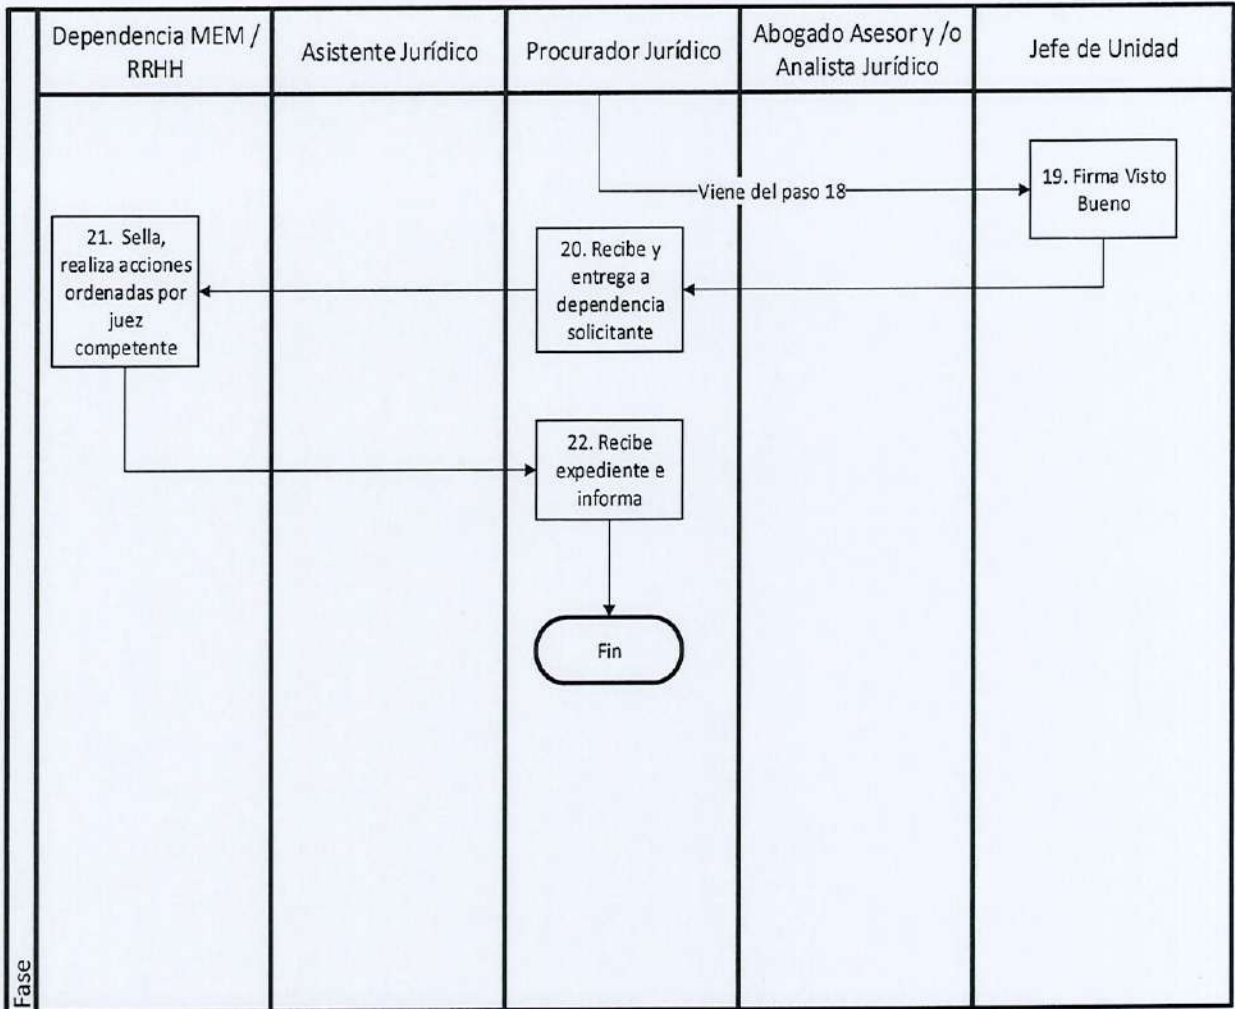 Dependencia MEM /
RRHH
Asistente Jurídico
Procurador Jurídico
Abogado Asesor y /o
Analista Jurídico
Jefe de Unidad
Viene del paso 18
19. Firma Visto
Bueno
20. Recibe y
entrega a
dependencia
solicitante
21. Sella,
realiza acciones
ordenadas por
juez
competente
22. Recibe
expediente e
informa
Fin
Fase